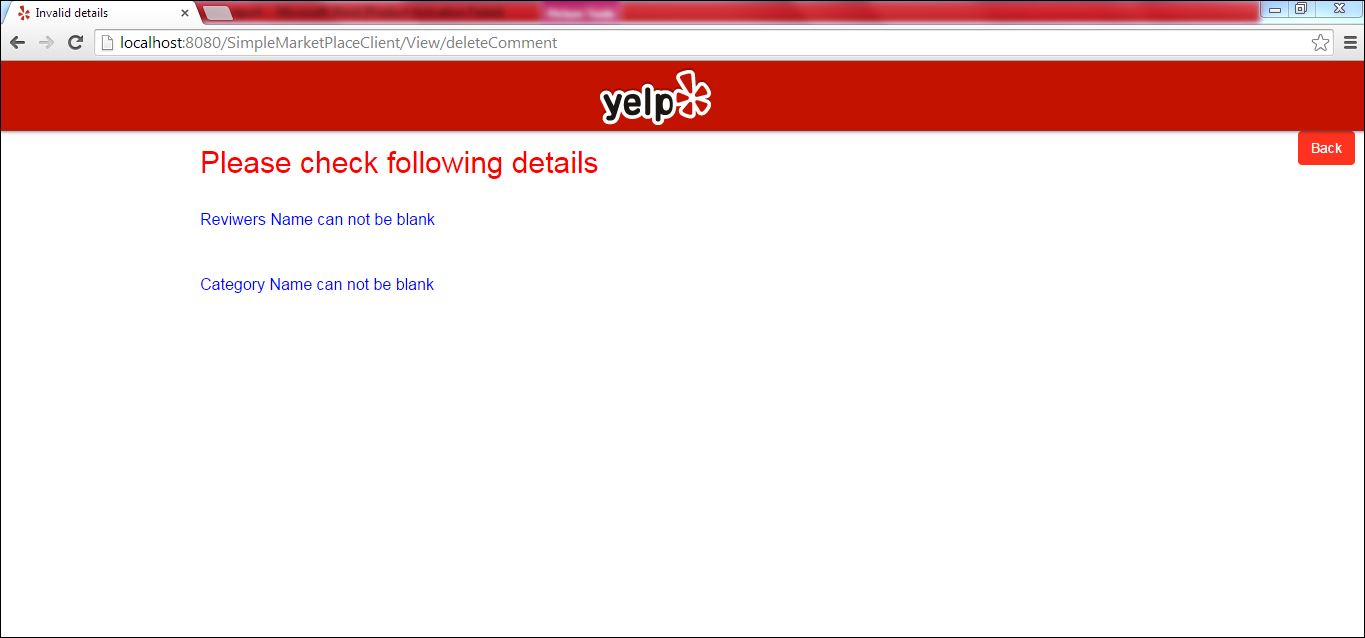 Invalid details
localhost:8080/SimpleMarketPlaceClient/View/deleteComment
yelp
Back
Please check following details
Reviwers Name can not be blank
Category Name can not be blank